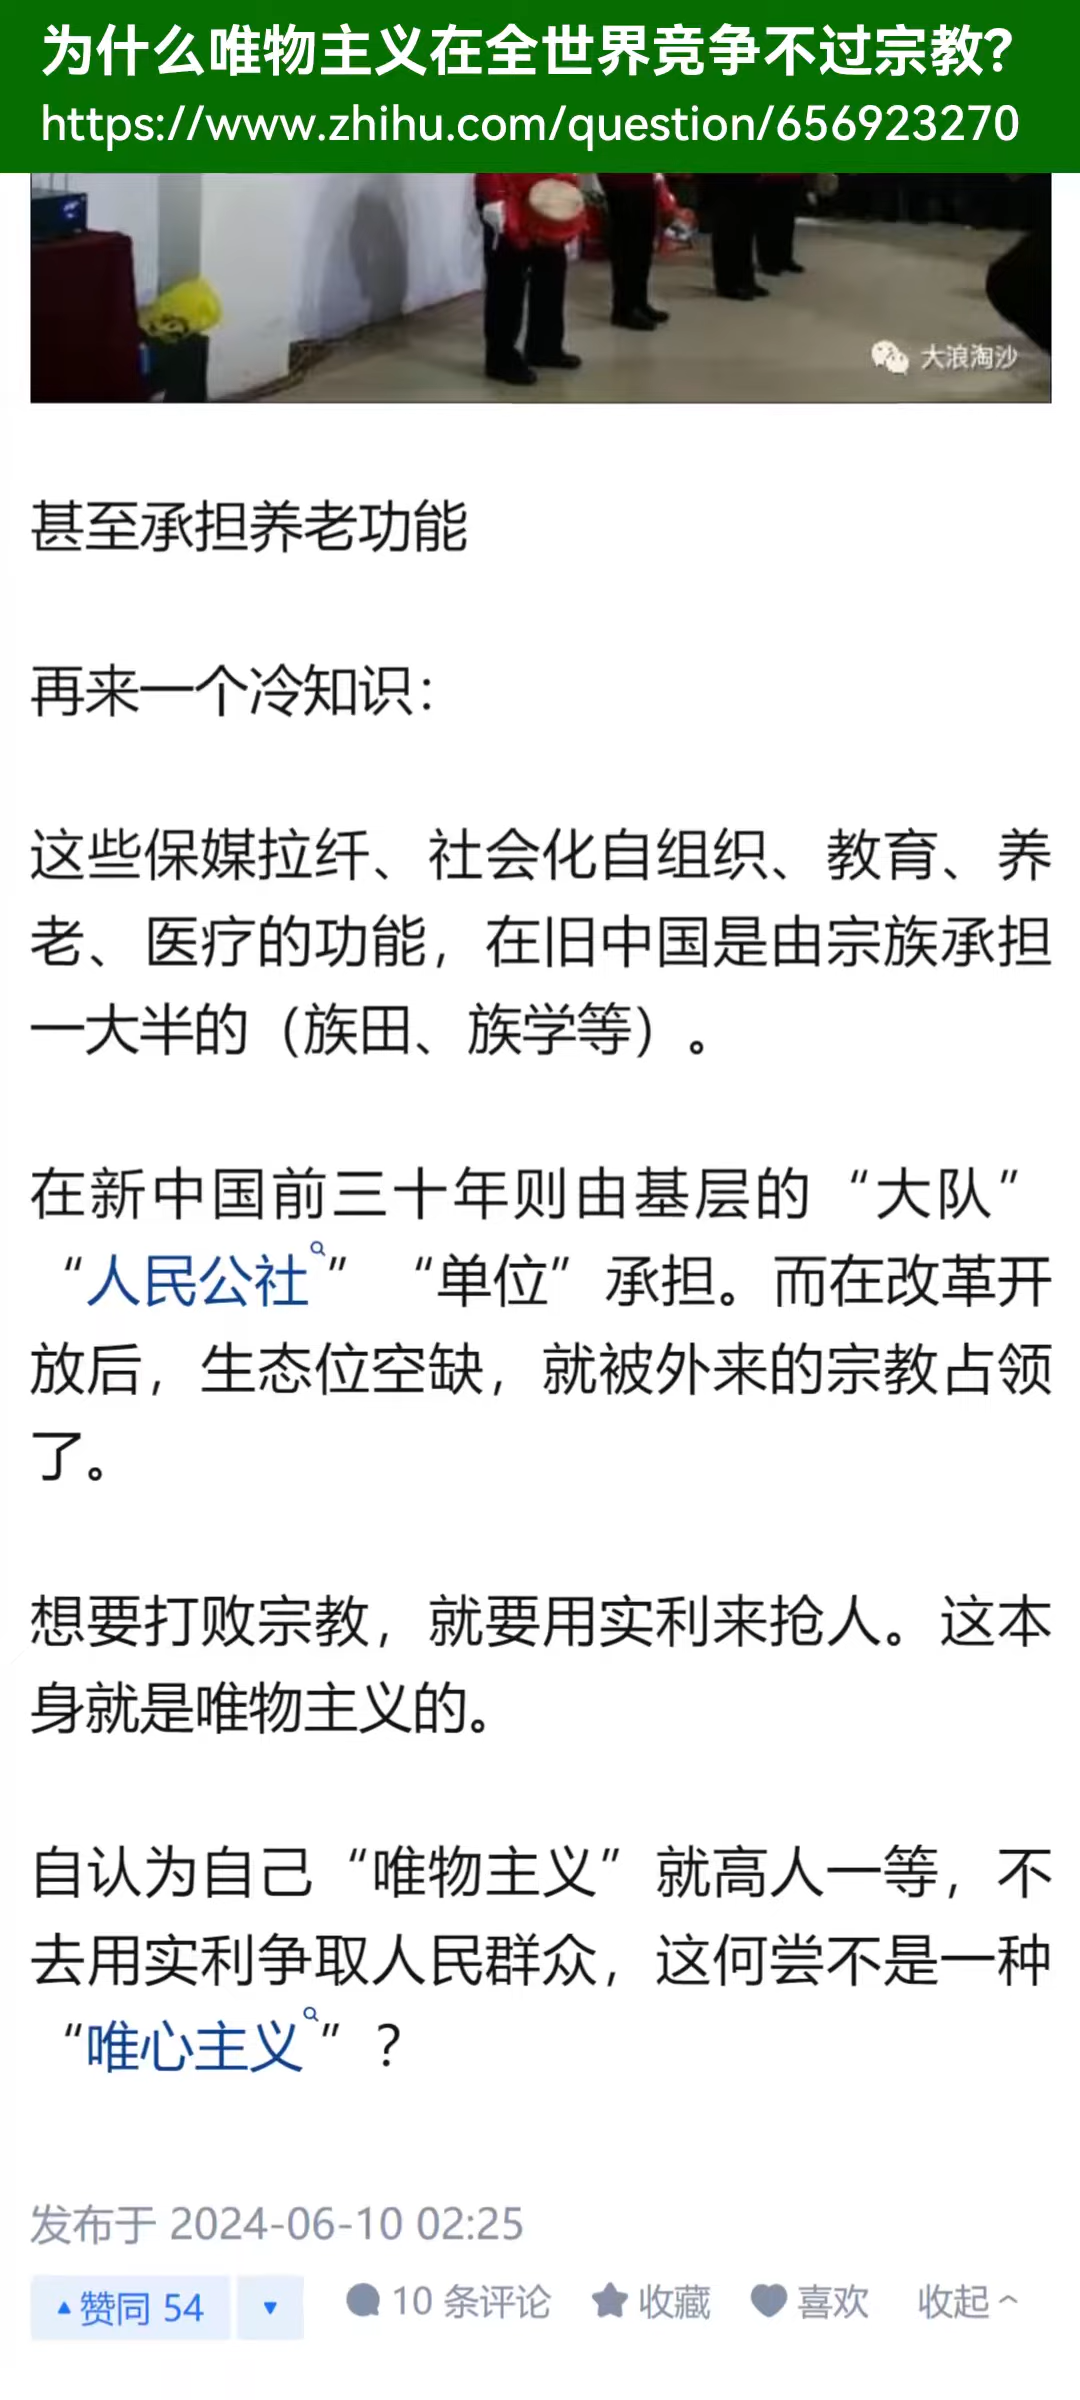 为什么唯物主义在全世界竞争不过宗教？
https://www.zhihu.com/question/656923270
大浪淘沙
甚至承担养老功能
再来一个冷知识：
这些保媒拉纤、社会化自组织、教育、养
老、医疗的功能，在旧中国是由宗族承担
一大半的（族田、族学等）。
在新中国前三十年则由基层的“大队”
“人民公社”“单位”承担。而在改革开
放后，生态位空缺，就被外来的宗教占领
了。
想要打败宗教，就要用实利来抢人。这本
身就是唯物主义的。
自认为自己“唯物主义”就高人一等，不
去用实利争取人民群众，这何尝不是一种
“唯心主义”？
发布于 2024-06-10 02:25
赞同 54
10 条评论 收藏 喜欢 收起